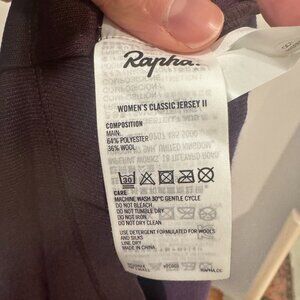 Rapha.
WOMEN'S CLASSIC JERSEY II
COMPOSITION
MAIN:
64% POLYESTER
36% WOOL
30
CARE
MACHINE WASH 30°C GENTLE CYCLE
DO NOT BLEACH
DO NOT TUMBLE DRY
DO NOT IRON
DO NOT DRY CLEAN
USE DETERGENT FORMULATED FOR WOOLS
AND SILKS
LINE DRY
MADE IN CHINA